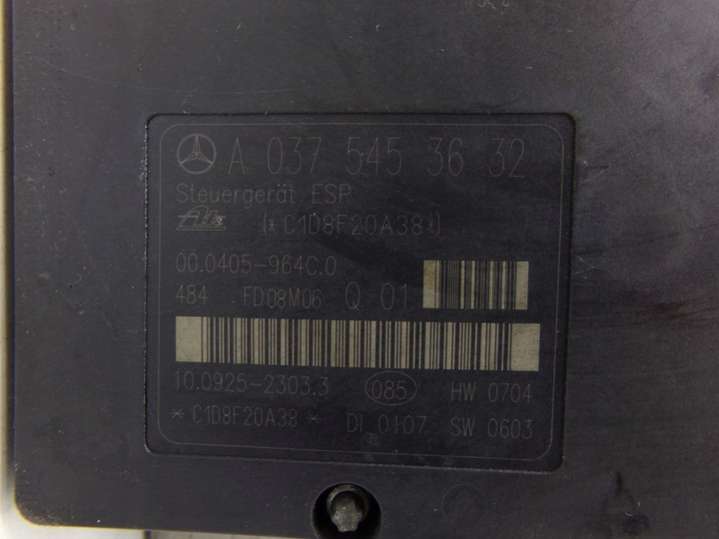 A 037 545 36 32
Steuergerät ESP
Ate (* C1D8F20A38 *)
00.0405-964C.0
484 FD08M06 Q 01
10.0925-2303.3 085 HW 0704
* C1D8F20A38 * DI 0107 SW 0603